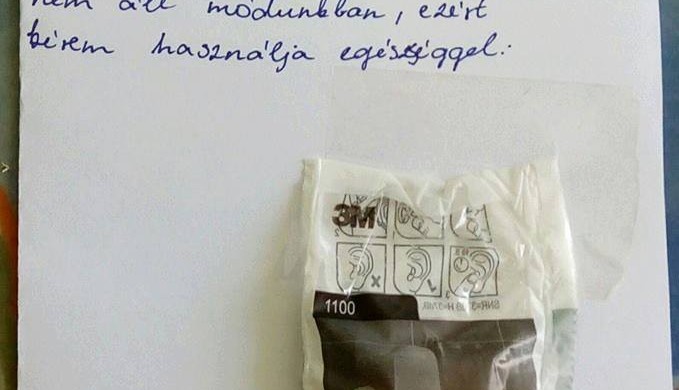 nem áll módunkban, ezért
kérem használja egészséggel.
3M
1100